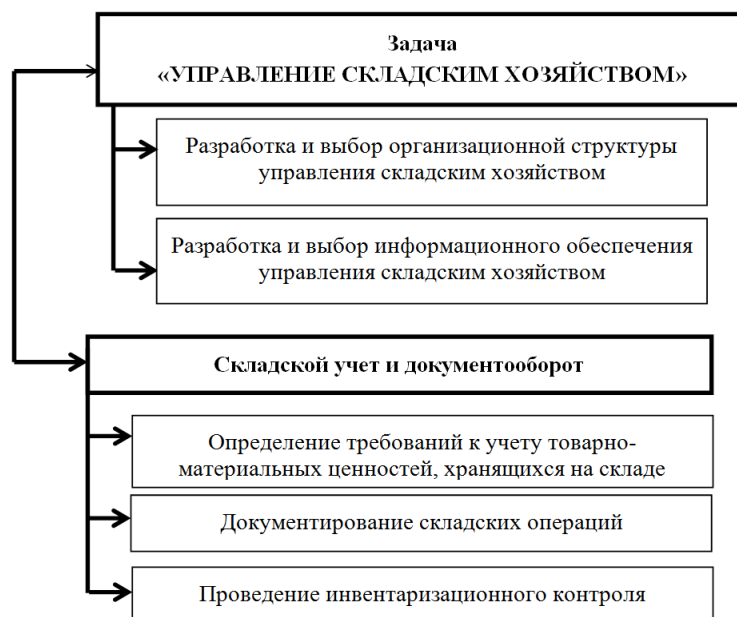 Задача
«УПРАВЛЕНИЕ СКЛАДСКИМ ХОЗЯЙСТВОМ»
Разработка и выбор организационной структуры
управления складским хозяйством
Разработка и выбор информационного обеспечения
управления складским хозяйством
Складской учет и документооборот
Определение требований к учету товарно-
материальных ценностей, хранящихся на складе
Документирование складских операций
Проведение инвентаризационного контроля